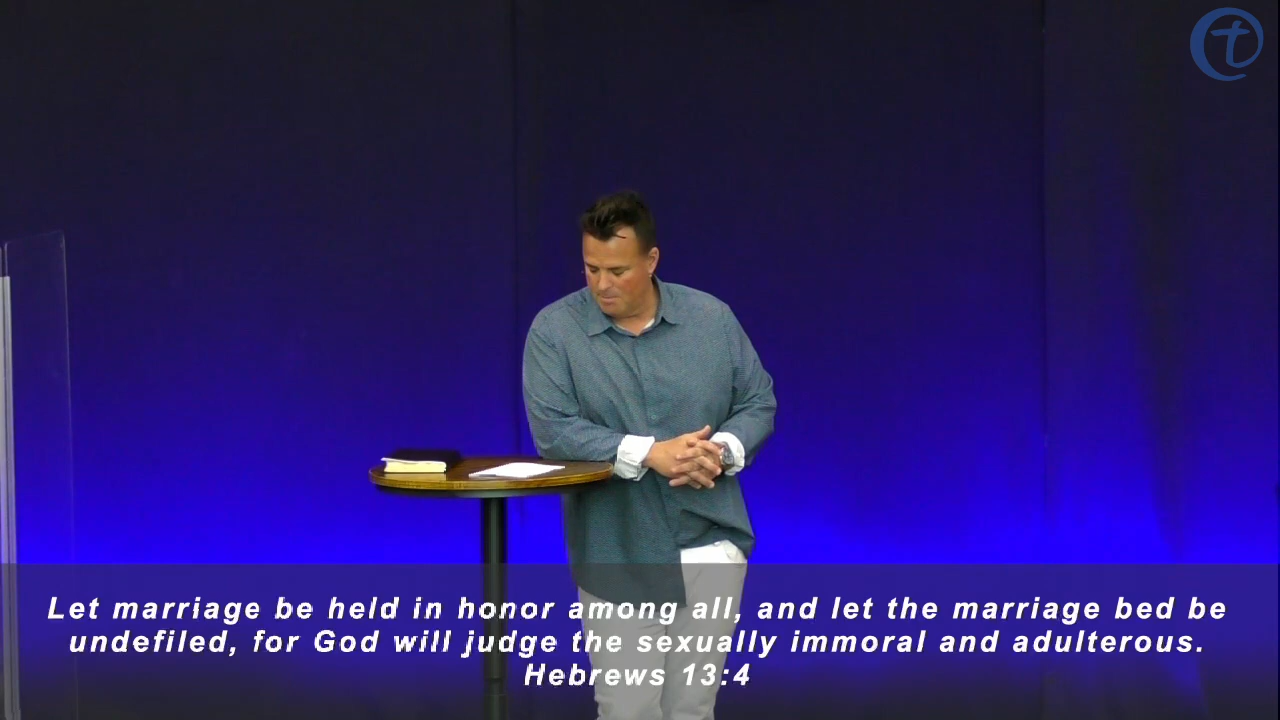 Let marriage be held in honor among all, and let the marriage bed be
undefiled, for God will judge the sexually immoral and adulterous.
Hebrews 13:4